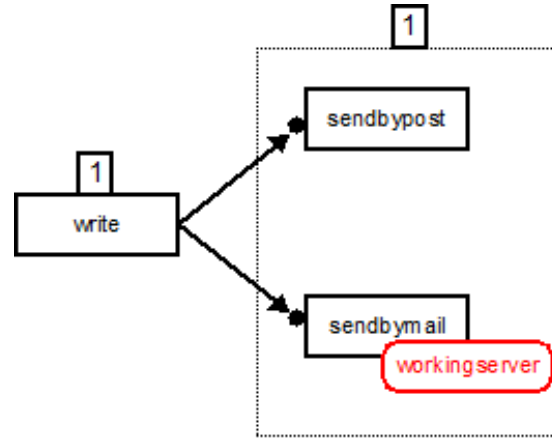 1
sendbypost
1
write
sendbymail
workingserver